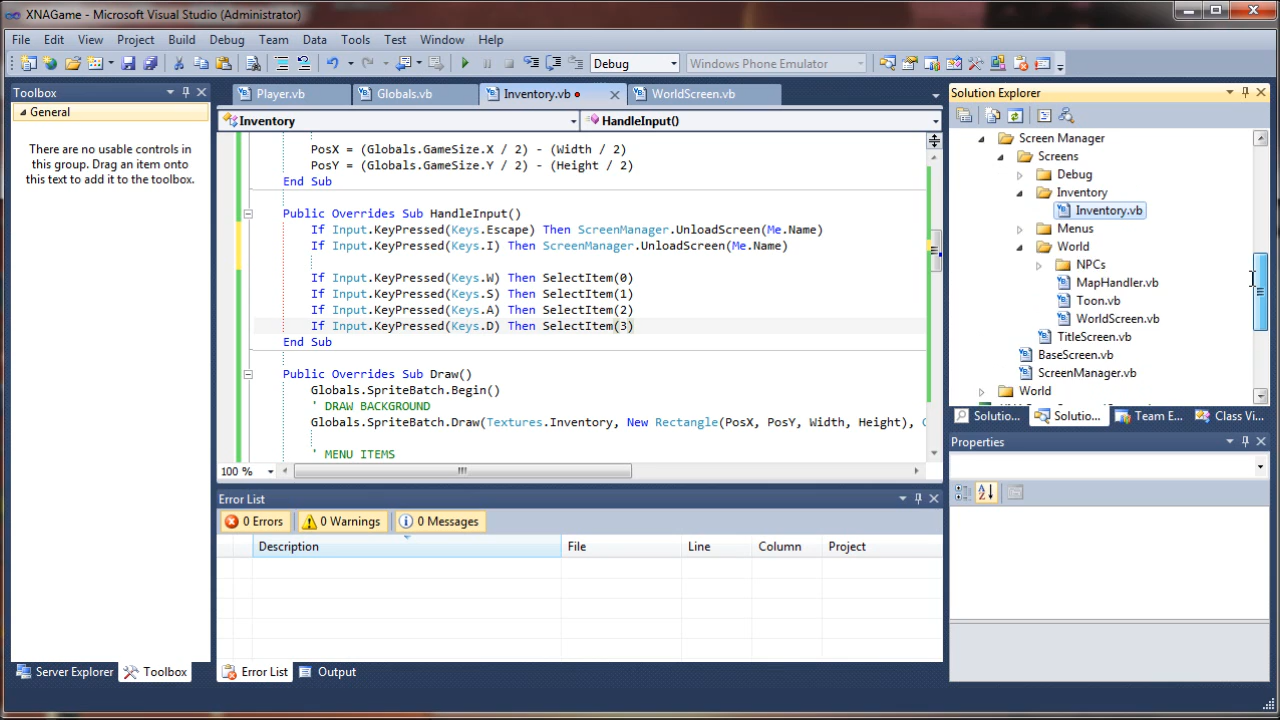 XNAGame - Microsoft Visual Studio (Administrator)
File Edit View Project Build Debug Team Data Tools Test Window Help
Debug Windows Phone Emulator
Toolbox
General
There are no usable controls in
this group. Drag an item onto
this text to add it to the toolbox.
Player.vb Globals.vb Inventory.vb WorldScreen.vb
Inventory HandleInput()
PosX = (Globals.GameSize.X / 2) - (Width / 2)
PosY = (Globals.GameSize.Y / 2) - (Height / 2)
End Sub
Public Overrides Sub HandleInput()
If Input.KeyPressed(Keys.Escape) Then ScreenManager.UnloadScreen(Me.Name)
If Input.KeyPressed(Keys.I) Then ScreenManager.UnloadScreen(Me.Name)
If Input.KeyPressed(Keys.W) Then SelectItem(0)
If Input.KeyPressed(Keys.S) Then SelectItem(1)
If Input.KeyPressed(Keys.A) Then SelectItem(2)
If Input.KeyPressed(Keys.D) Then SelectItem(3)
End Sub
Public Overrides Sub Draw()
Globals.SpriteBatch.Begin()
' DRAW BACKGROUND
Globals.SpriteBatch.Draw(Textures.Inventory, New Rectangle(PosX, PosY, Width, Height),
' MENU ITEMS
100 %
Error List
0 Errors 0 Warnings 0 Messages
Description File Line Column Project
Server Explorer Toolbox Error List Output
Solution Explorer
Screen Manager
Screens
Debug
Inventory
Inventory.vb
Menus
World
NPCs
MapHandler.vb
Toon.vb
WorldScreen.vb
TitleScreen.vb
BaseScreen.vb
ScreenManager.vb
World
Solutio... Solutio... Team E... Class Vi...
Properties